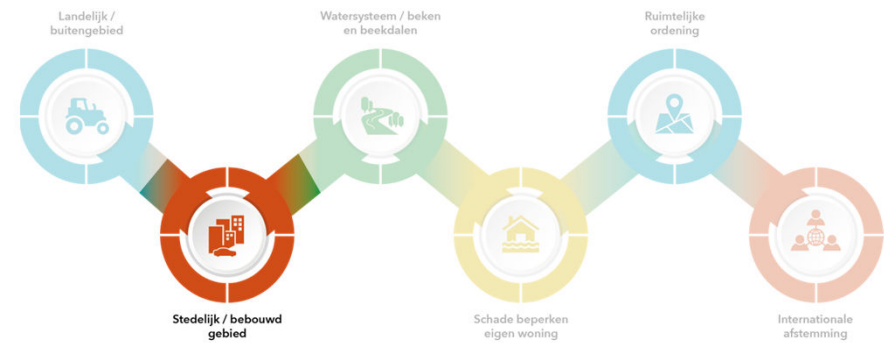 Landelijk /
buitengebied
Watersysteem / beken
en beekdalen
Ruimtelijke
ordening
Stedelijk / bebouwd
gebied
Schade beperken
eigen woning
Internationale
afstemming